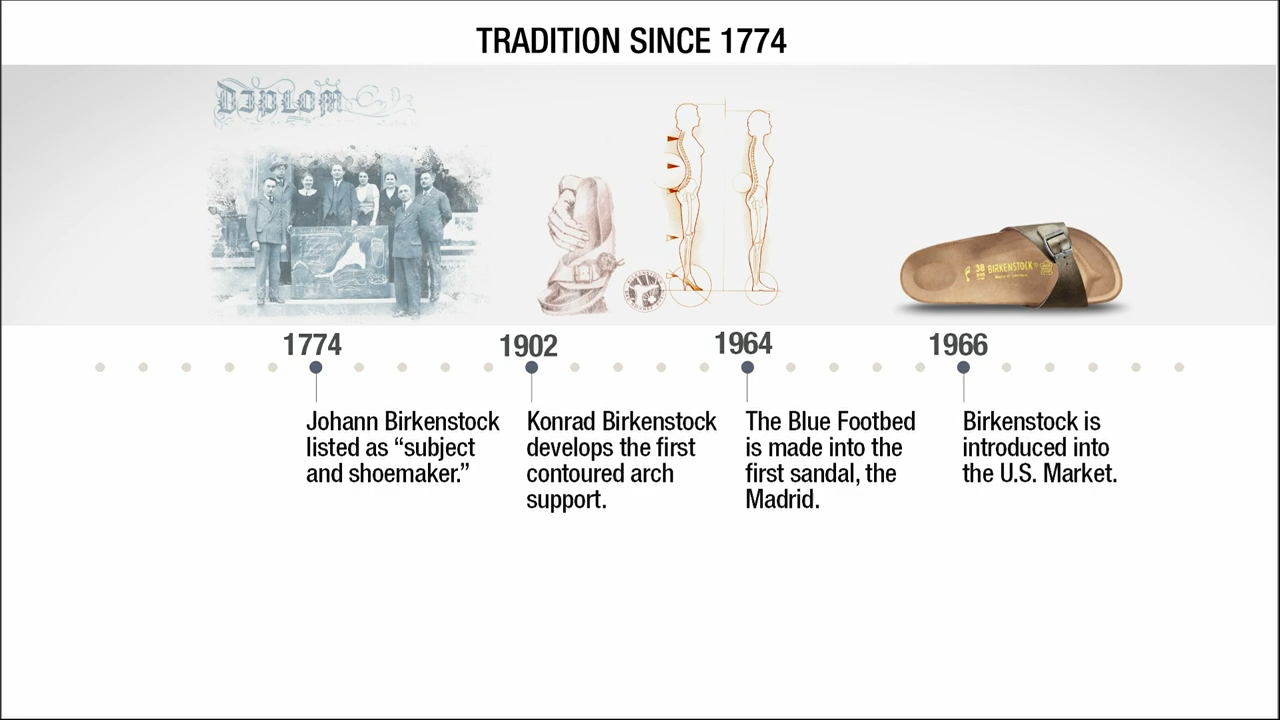 TRADITION SINCE 1774
Diplom
38
BIRKENSTOCK
1774
1902
1964
1966
Johann Birkenstock
listed as “subject
and shoemaker.”
Konrad Birkenstock
develops the first
contoured arch
support.
The Blue Footbed
is made into the
first sandal, the
Madrid.
Birkenstock is
introduced into
the U.S. Market.